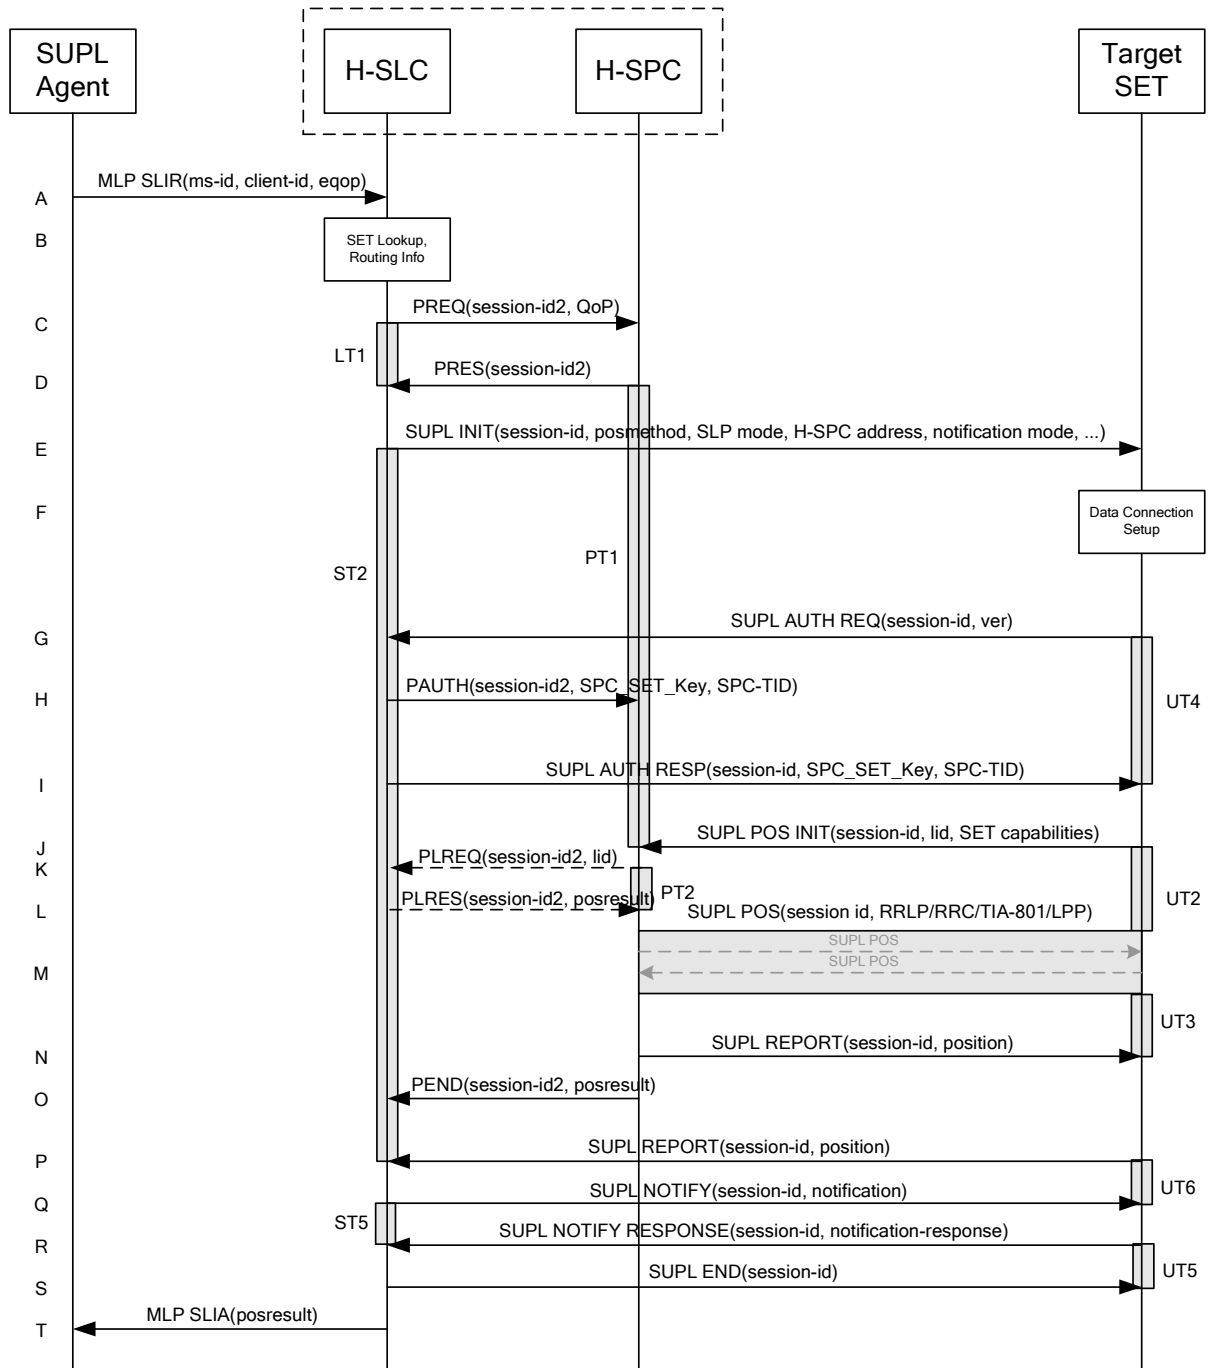 SUPL
Agent
H-SLC
H-SPC
Target
SET
A
MLP SLIR(ms-id, client-id, eqop)
B
SET Lookup,
Routing Info
C
PREQ(session-id2, QoP)
LT1
D
PRES(session-id2)
E
SUPL INIT(session-id, posmethod, SLP mode, H-SPC address, notification mode, ...)
F
Data Connection
Setup
PT1
ST2
G
SUPL AUTH REQ(session-id, ver)
H
PAUTH(session-id2, SPC_SET_Key, SPC-TID)
UT4
I
SUPL AUTH RESP(session-id, SPC_SET_Key, SPC-TID)
J
SUPL POS INIT(session-id, lid, SET capabilities)
K
PLREQ(session-id2, lid)
L
PLRES(session-id2, posresult)
PT2
UT2
SUPL POS(session id, RRLP/RRC/TIA-801/LPP)
SUPL POS
SUPL POS
M
UT3
N
SUPL REPORT(session-id, position)
O
PEND(session-id2, posresult)
P
SUPL REPORT(session-id, position)
UT6
Q
SUPL NOTIFY(session-id, notification)
ST5
R
SUPL NOTIFY RESPONSE(session-id, notification-response)
UT5
S
SUPL END(session-id)
T
MLP SLIA(posresult)